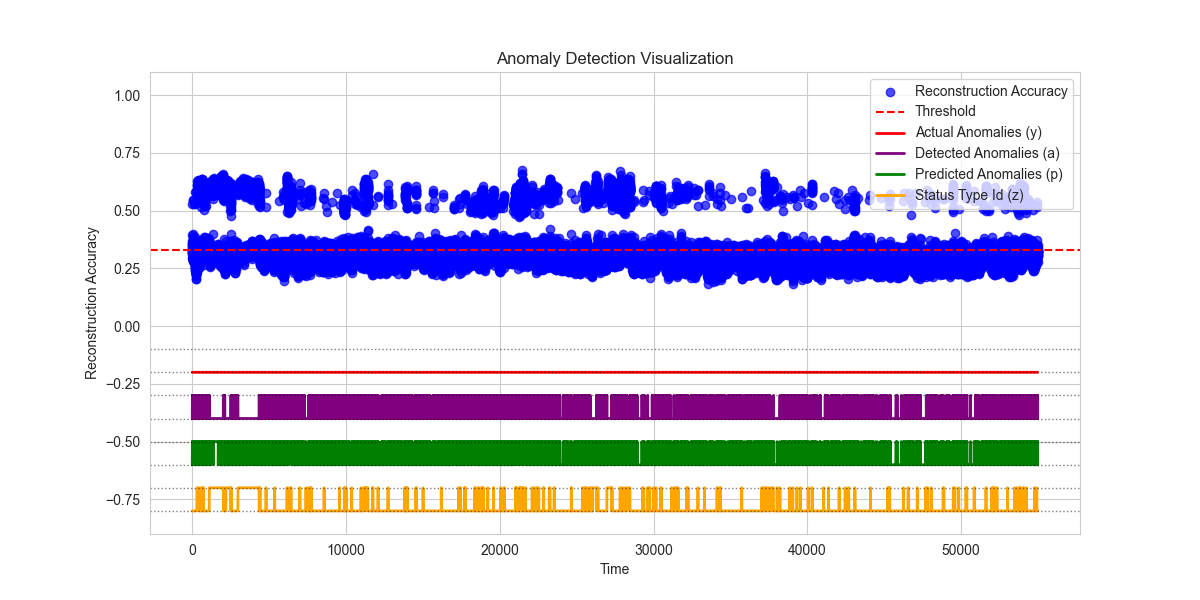 Anomaly Detection Visualization
1.00
0.75
0.50
0.25
0.00
−0.25
−0.50
−0.75
Reconstruction Accuracy
Reconstruction Accuracy
Threshold
Actual Anomalies (y)
Detected Anomalies (a)
Predicted Anomalies (p)
Status Type Id (z)
0 10000 20000 30000 40000 50000
Time